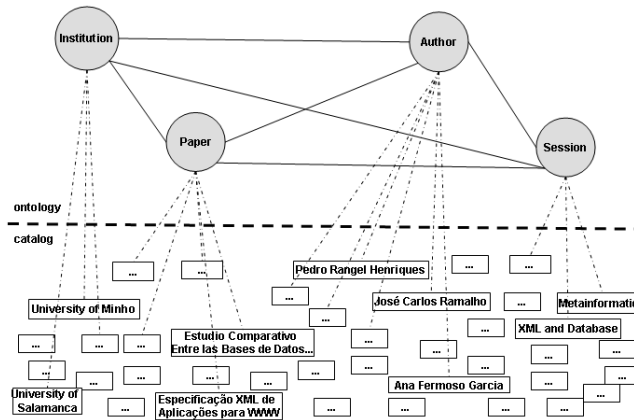 Institution
Author
Paper
Session
ontology
catalog
...
...
...
Pedro Rangel Henriques
...
...
University of Minho
José Carlos Ramalho
...
Metainformatic
...
Estudio Comparativo
Entre las Bases de Datos...
XML and Database
...
...
...
...
...
...
...
...
...
...
...
...
...
...
Ana Fermoso Garcia
...
...
University of
Salamanca
Especificação XML de
Aplicações para WWW
...
...
...
...
...